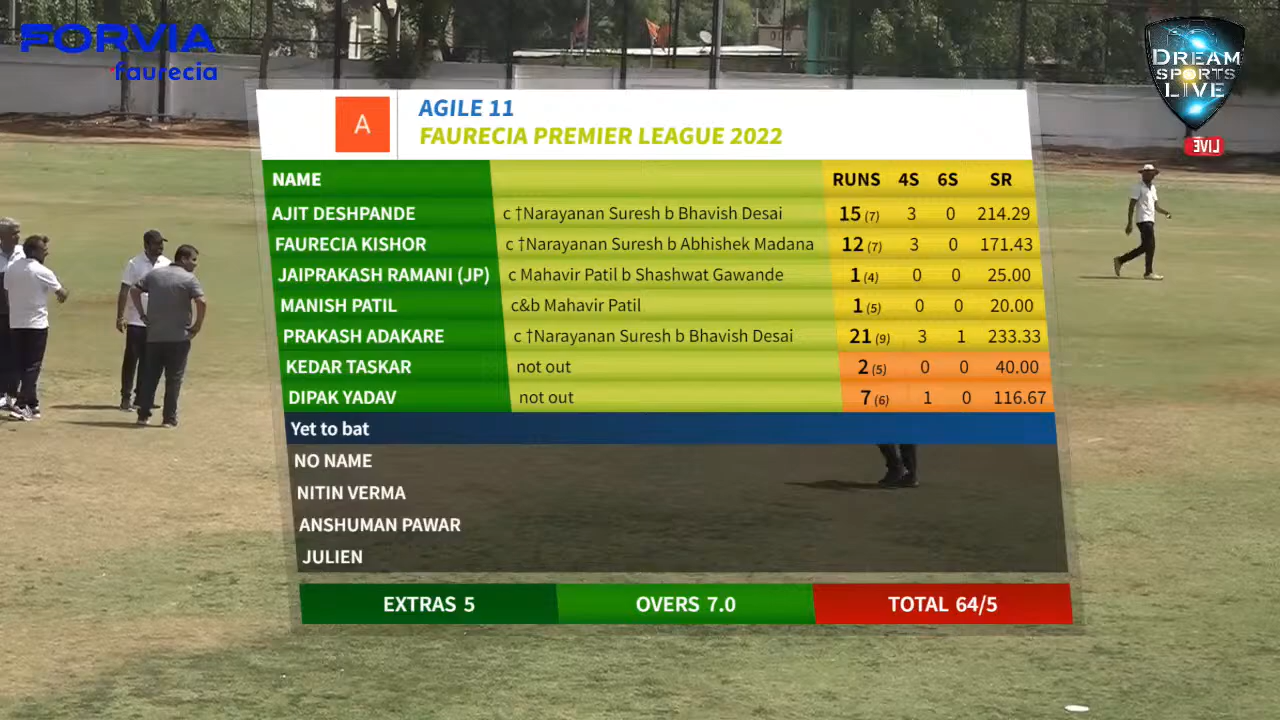 FORVIA
faurecia
DREAM
SPORTS
LIVE
LIVE
A
AGILE 11
FAURECIA PREMIER LEAGUE 2022
NAME RUNS 4S 6S SR
AJIT DESHPANDE c †Narayanan Suresh b Bhavish Desai 15 (7) 3 0 214.29
FAURECIA KISHOR c †Narayanan Suresh b Abhishek Madana 12 (7) 3 0 171.43
JAIPRAKASH RAMANI (JP) c Mahavir Patil b Shashwat Gawande 1 (4) 0 0 25.00
MANISH PATIL c&b Mahavir Patil 1 (5) 0 0 20.00
PRAKASH ADAKARE c †Narayanan Suresh b Bhavish Desai 21 (9) 3 1 233.33
KEDAR TASKAR not out 2 (5) 0 0 40.00
DIPAK YADAV not out 7 (6) 1 0 116.67
Yet to bat
NO NAME
NITIN VERMA
ANSHUMAN PAWAR
JULIEN
EXTRAS 5 OVERS 7.0 TOTAL 64/5